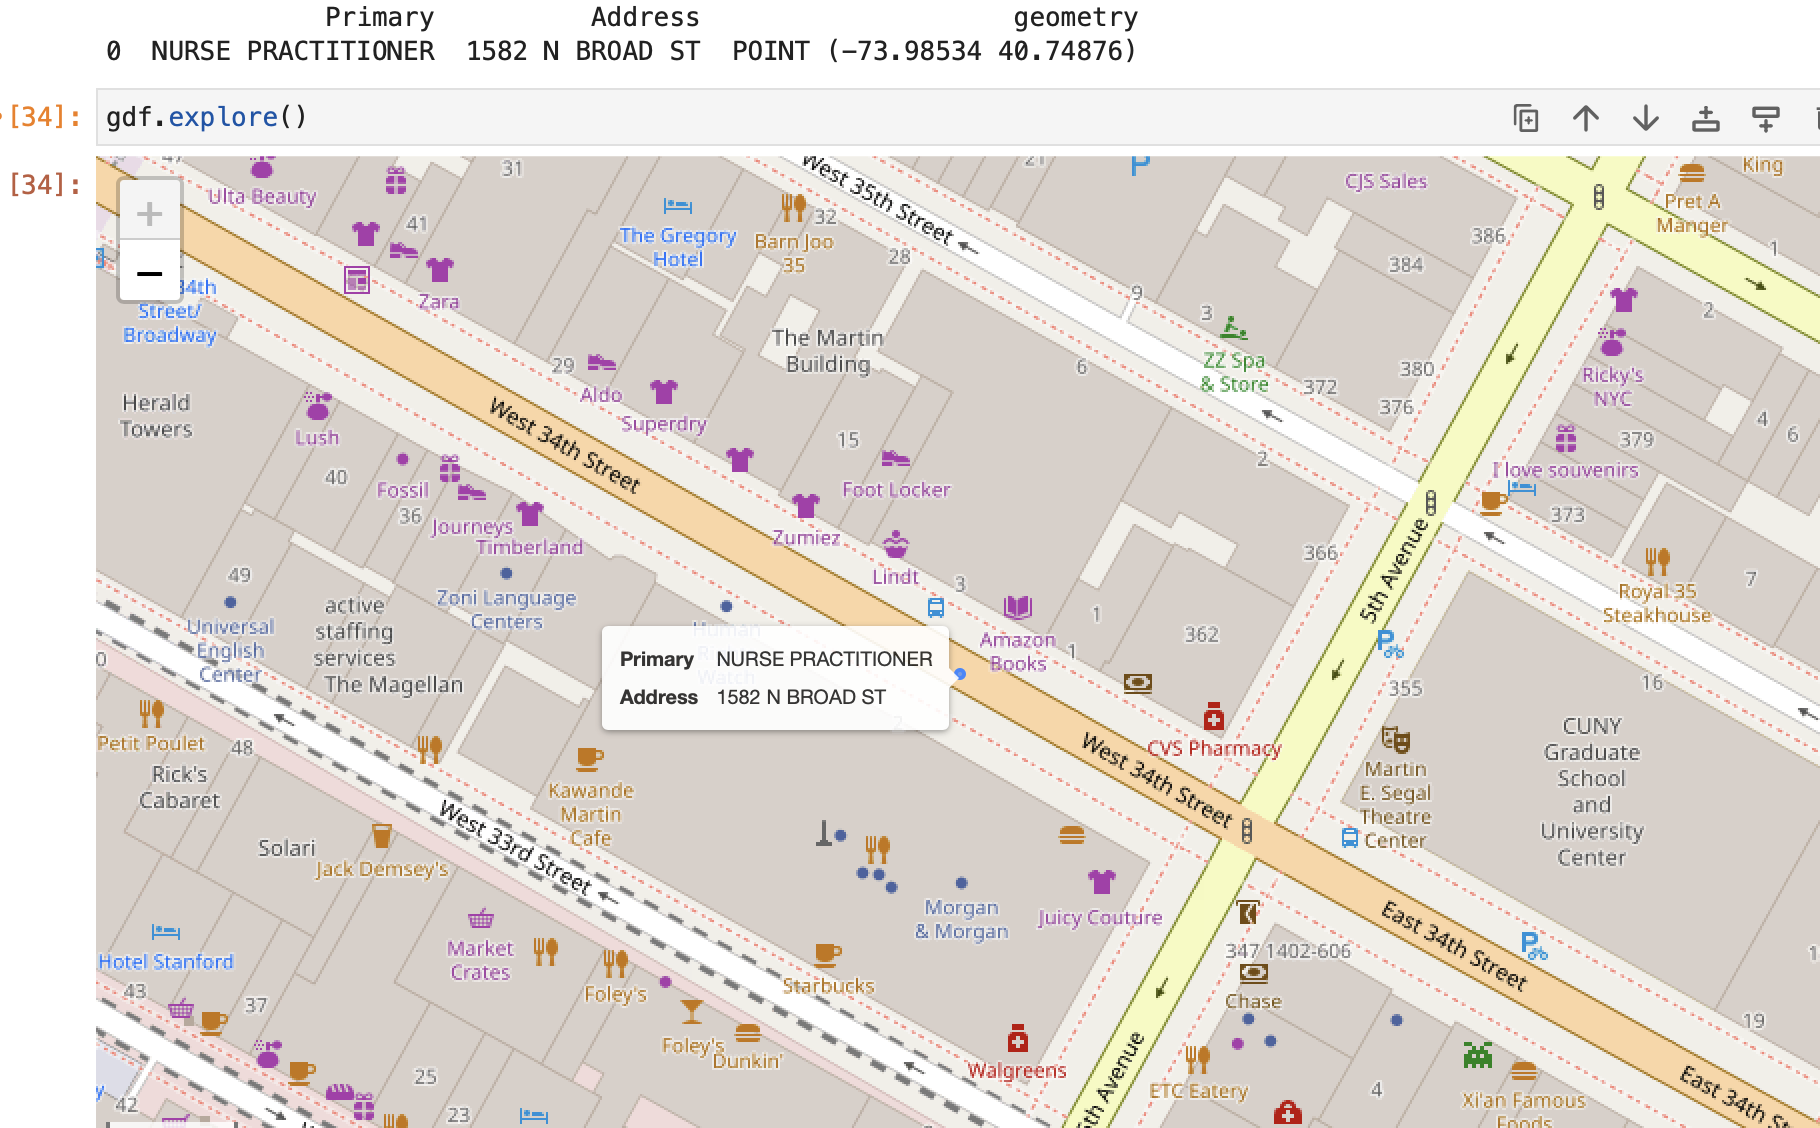 Primary Address geometry
0 NURSE PRACTITIONER 1582 N BROAD ST POINT (-73.98534 40.74876)
[34]:
gdf.explore()
[34]:
+
−
47
31
21
P
King
Ulta Beauty
West 35th Street
CJS Sales
Pret A
Manger
41
The Gregory
Hotel
Barn Joo
35
32
28
386
384
1
34th
Street/
Broadway
Zara
9
3
2
The Martin
Building
ZZ Spa
& Store
29
Aldo
6
372
380
376
Ricky's
NYC
Herald
Towers
Lush
West 34th Street
Superdry
15
2
379
4
6
I love souvenirs
40
Fossil
36
Journeys
Timberland
Foot Locker
Zumiez
373
366
5th Avenue
Lindt
49
Zoni Language
Centers
3
1
Royal 35
Steakhouse
7
active
staffing
services
Universal
English
Center
Human
Amazon
Books
1
362
P
0
The Magellan
Primary NURSE PRACTITIONER
Address 1582 N BROAD ST
2
355
16
Petit Poulet
48
Rick's
Cabaret
West 34th Street
CVS Pharmacy
CUNY
Graduate
School
and
University
Center
Martin
E. Segal
Theatre
Center
Kawande
Martin
Cafe
West 33rd Street
Solari
Jack Demsey's
Morgan
& Morgan
Juicy Couture
East 34th Street
P
Hotel Stanford
Market
Crates
Foley's
Starbucks
347 1402-606
Chase
43
37
Foley's
Dunkin'
Walgreens
5th Avenue
19
ETC Eatery
4
Xi'an Famous
Foods
East 34th St
25
23
42
y